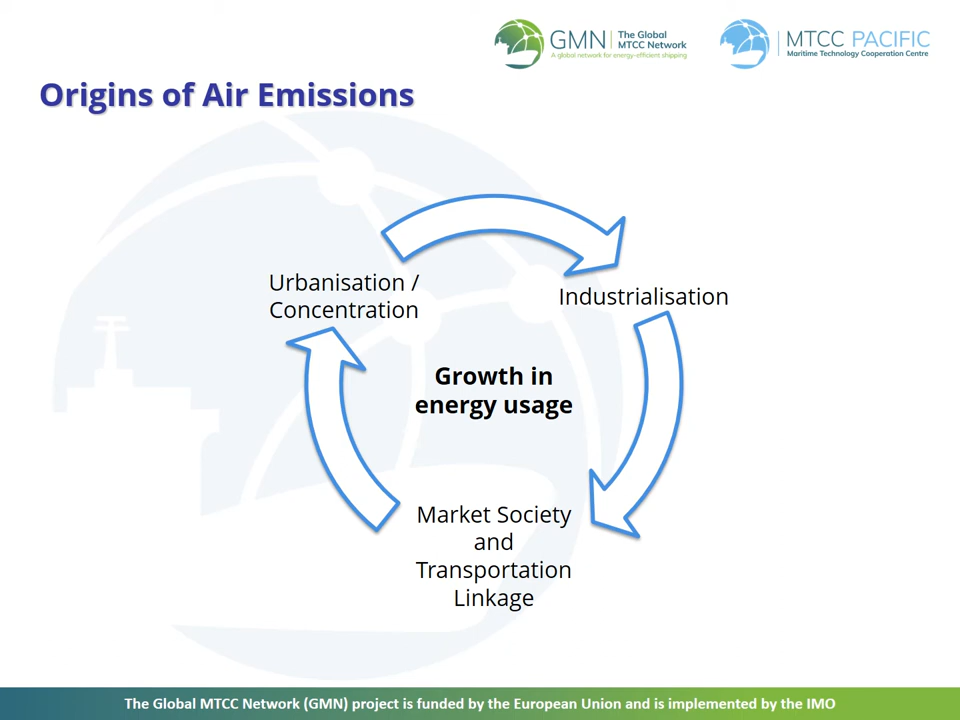 GMN
The Global
MTCC Network
A global network for energy-efficient shipping
MTCC PACIFIC
Maritime Technology Cooperation Centre
Origins of Air Emissions
Urbanisation /
Concentration
Industrialisation
Growth in
energy usage
Market Society
and
Transportation
Linkage
The Global MTCC Network (GMN) project is funded by the European Union and is implemented by the IMO